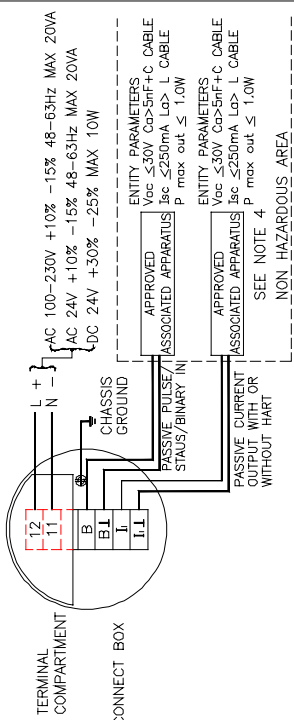 TERMINAL
COMPARTMENT
CONNECT BOX
12
11
B
B⊥
I1
I1⊥
L +
N −
AC 100-230V +10% -15% 48-63Hz MAX 20VA
AC 24V +10% -15% 48-63Hz MAX 20VA
DC 24V +30% -25% MAX 10W
CHASSIS
GROUND
PASSIVE PULSE,
STAUS/BINARY IN
PASSIVE CURRENT
OUTPUT WITH OR
WITHOUT HART
ENTITY PARAMETERS
Voc ≤30V Ca>5nF+C CABLE
Isc ≤250mA La> L CABLE
P max out ≤ 1.0W
APPROVED
ASSOCIATED APPARATUS
ENTITY PARAMETERS
Voc ≤30V Ca>5nF+C CABLE
Isc ≤250mA La> L CABLE
P max out ≤ 1.0W
APPROVED
ASSOCIATED APPARATUS
SEE NOTE 4
NON HAZARDOUS AREA